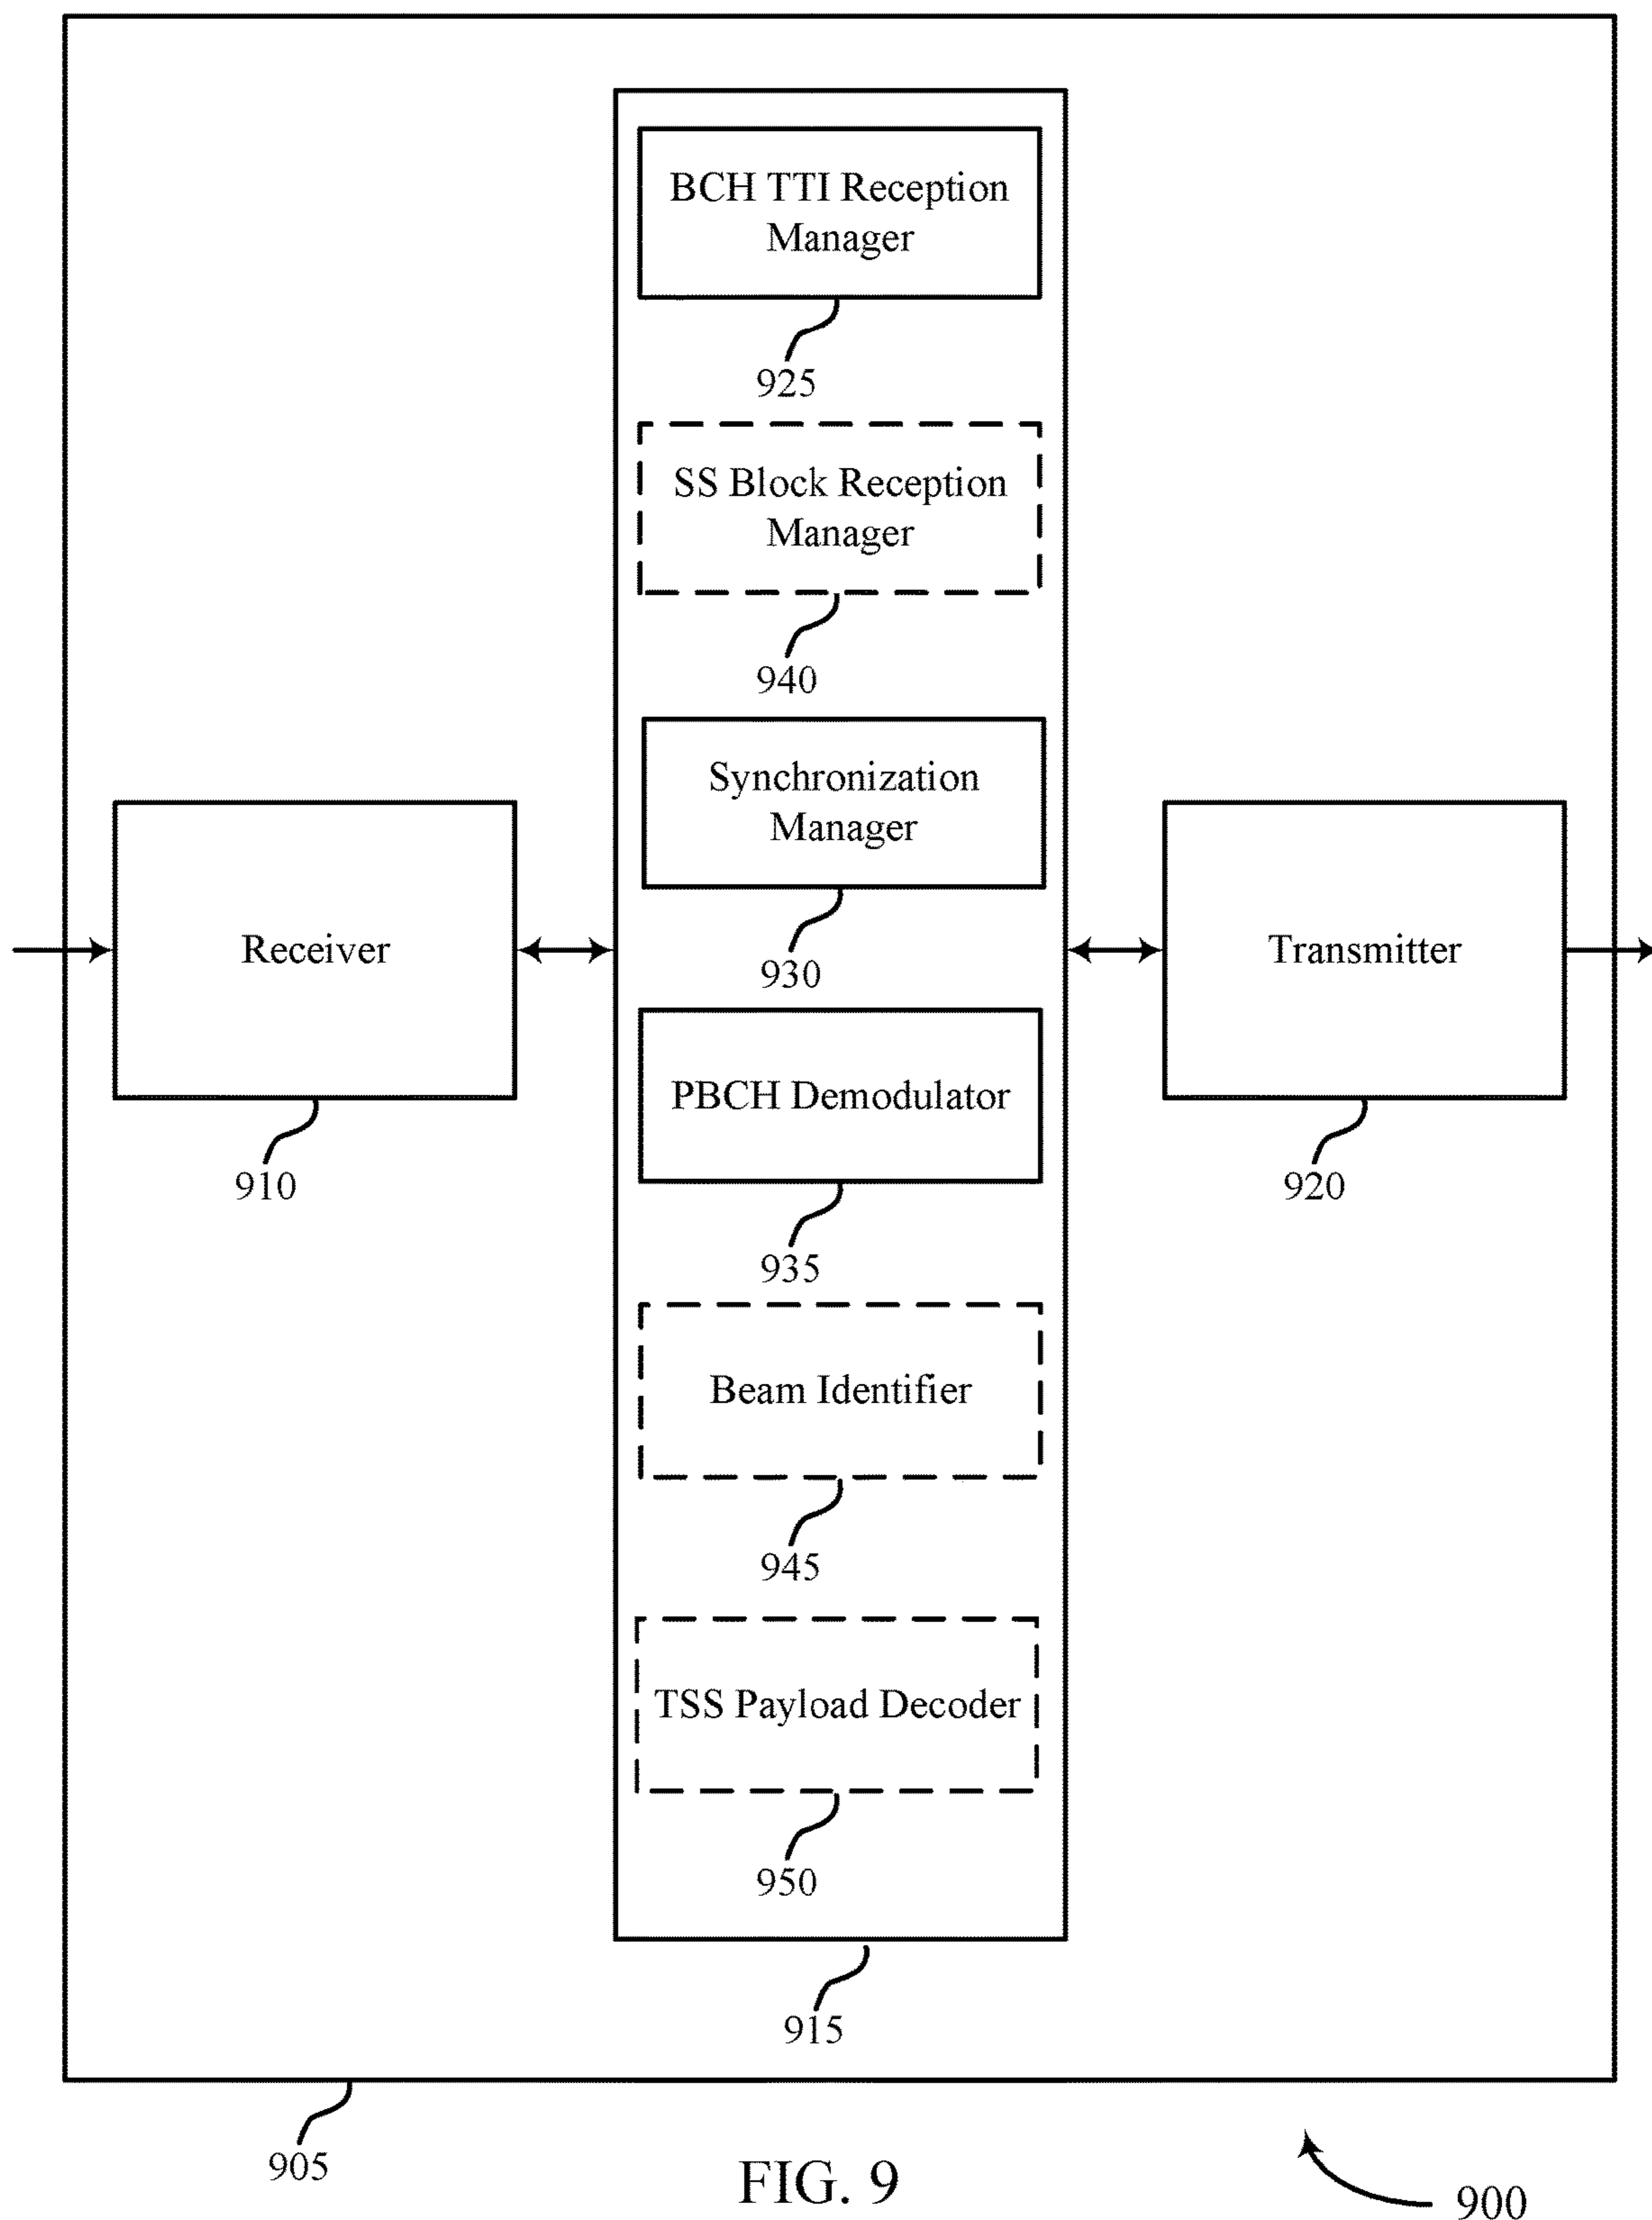 BCH TTI Reception
Manager
925
SS Block Reception
Manager
940
Synchronization
Manager
930
Receiver
910
Transmitter
920
PBCH Demodulator
935
Beam Identifier
945
TSS Payload Decoder
950
915
905
FIG. 9
900